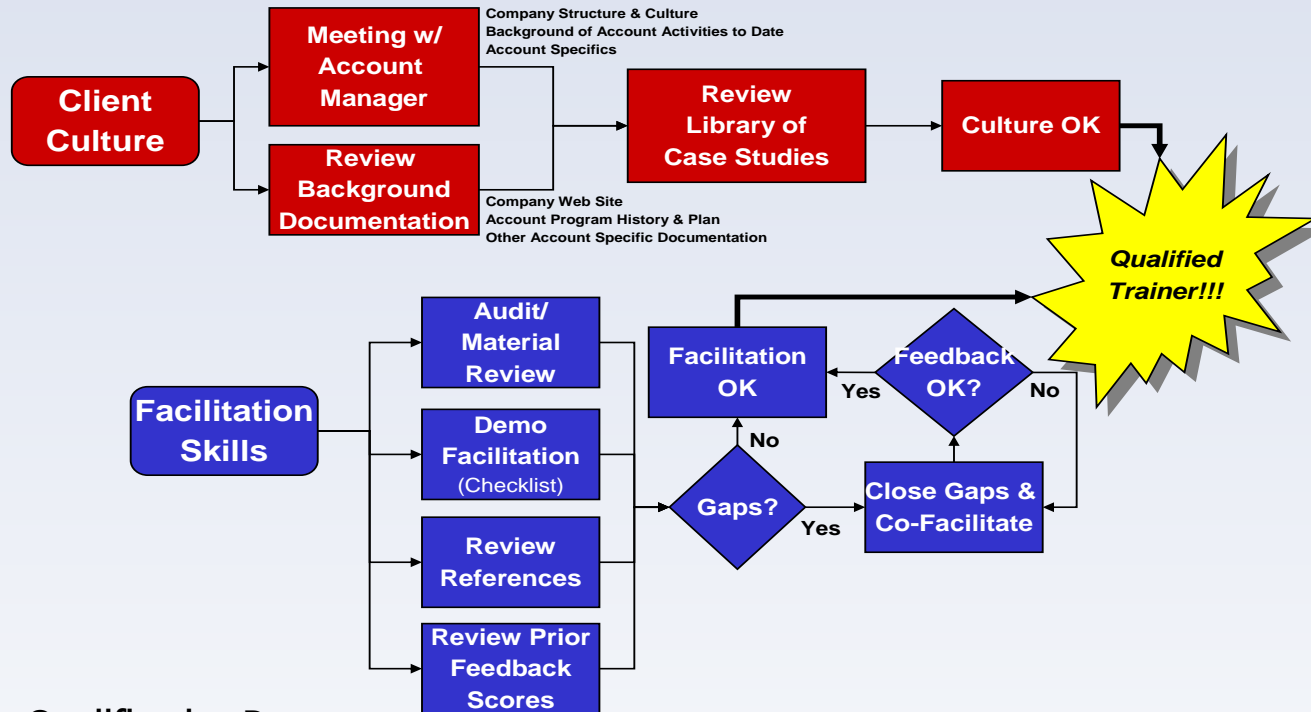 Client
Culture
Meeting w/
Account
Manager
Company Structure & Culture
Background of Account Activities to Date
Account Specifics
Review
Background
Documentation
Company Web Site
Account Program History & Plan
Other Account Specific Documentation
Review
Library of
Case Studies
Culture OK
Qualified
Trainer!!!
Facilitation
Skills
Audit/
Material
Review
Demo
Facilitation
(Checklist)
Review
References
Review Prior
Feedback
Scores
Gaps?
No
Yes
Facilitation
OK
Close Gaps &
Co-Facilitate
Feedback
OK?
Yes
No